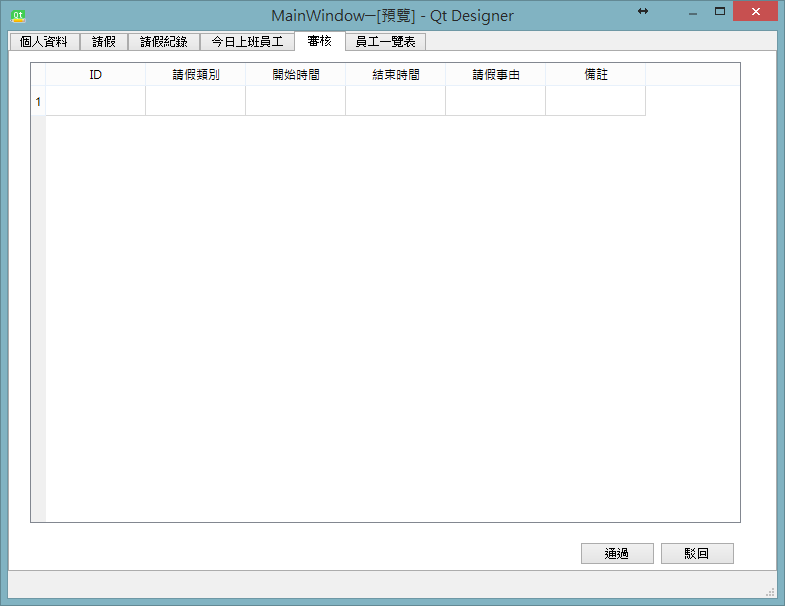 MainWindow─[預覽] - Qt Designer
個人資料 請假 請假紀錄 今日上班員工 審核 員工一覽表
ID 請假類別 開始時間 結束時間 請假事由 備註
1
通過 駁回